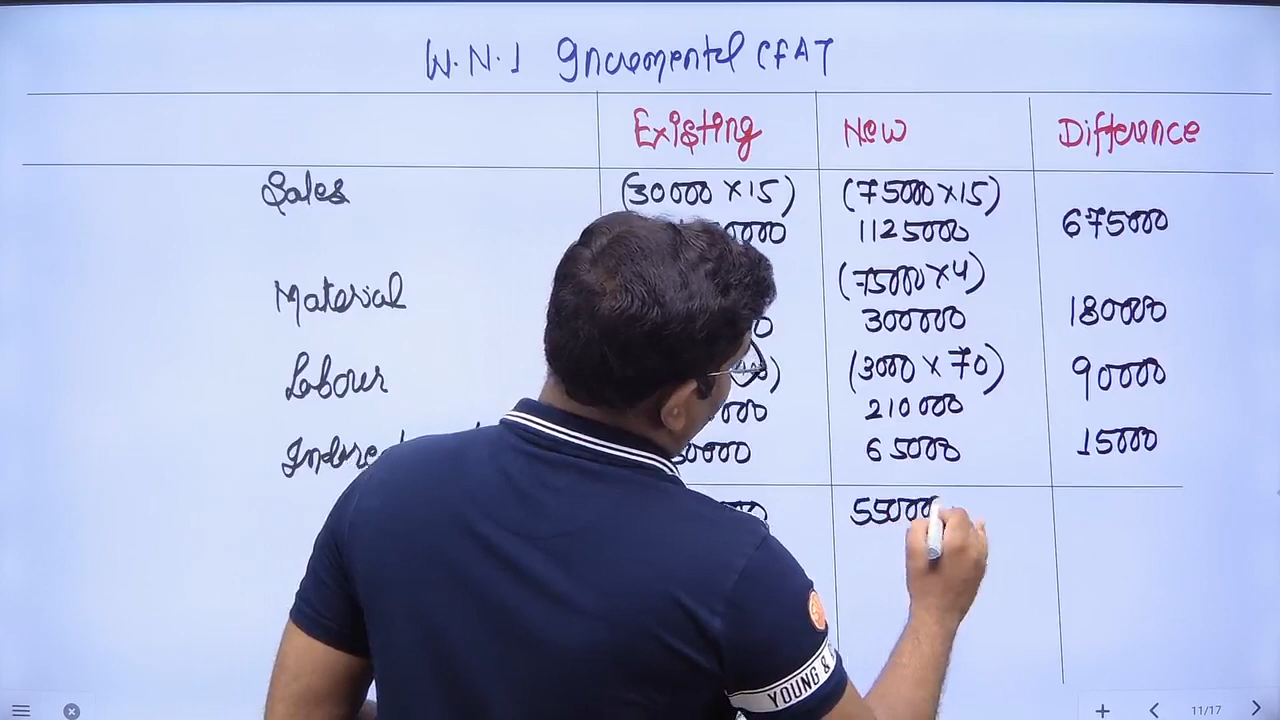 W.N.1 Incremental CFAT
Existing New Difference
Sales (30000 × 15) (75000 × 15)
1125000 675000
Material (75000 × 4)
300000 180000
Labour (3000 × 70) 90000
210000
65000 15000
55000
YOUNG &
11/17